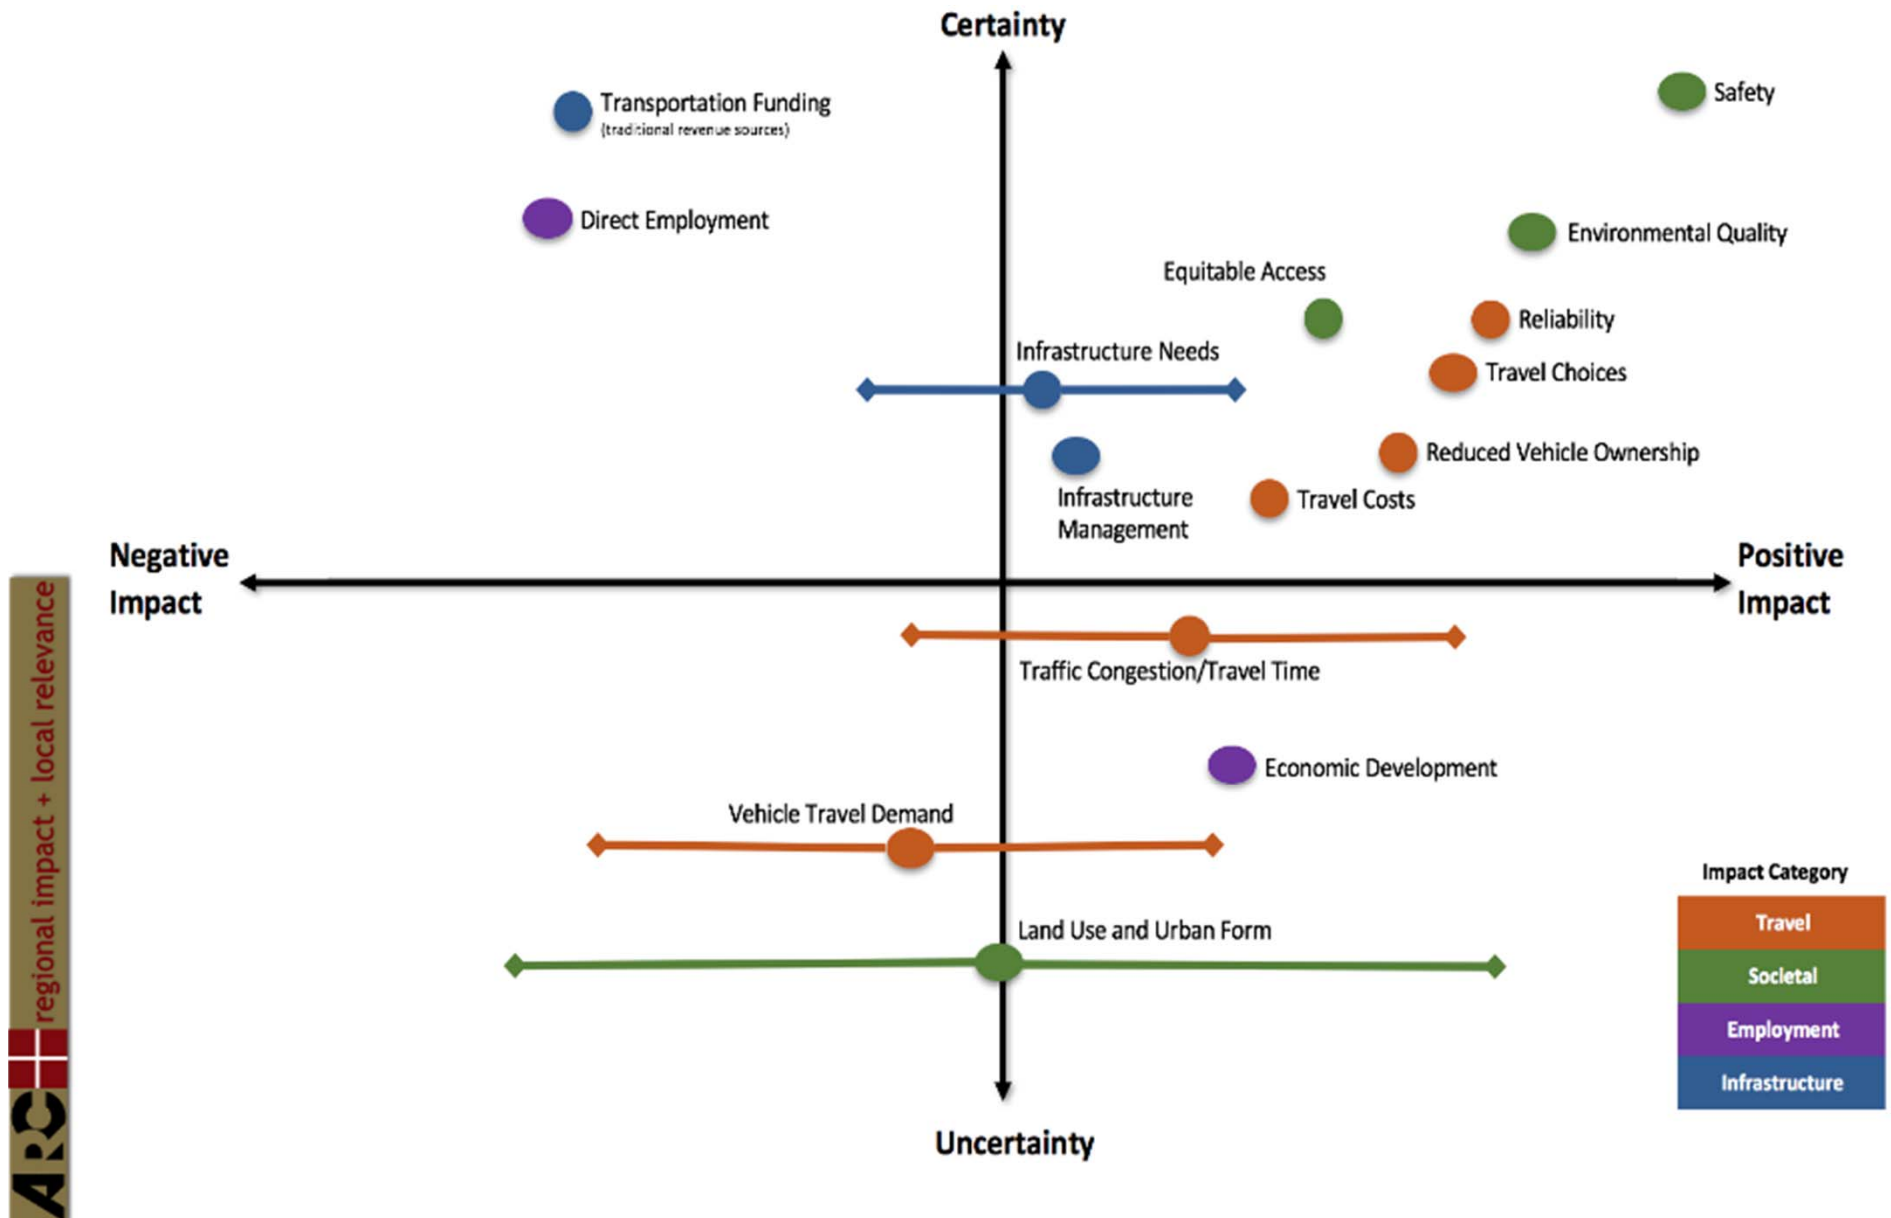 Certainty
Transportation Funding
(traditional revenue sources)
Safety
Direct Employment
Environmental Quality
Equitable Access
Reliability
Infrastructure Needs
Travel Choices
Reduced Vehicle Ownership
Infrastructure
Management
Travel Costs
Negative
Impact
Positive
Impact
Traffic Congestion/Travel Time
Economic Development
Vehicle Travel Demand
Land Use and Urban Form
Uncertainty
Impact Category
Travel
Societal
Employment
Infrastructure
ARC
regional impact + local relevance